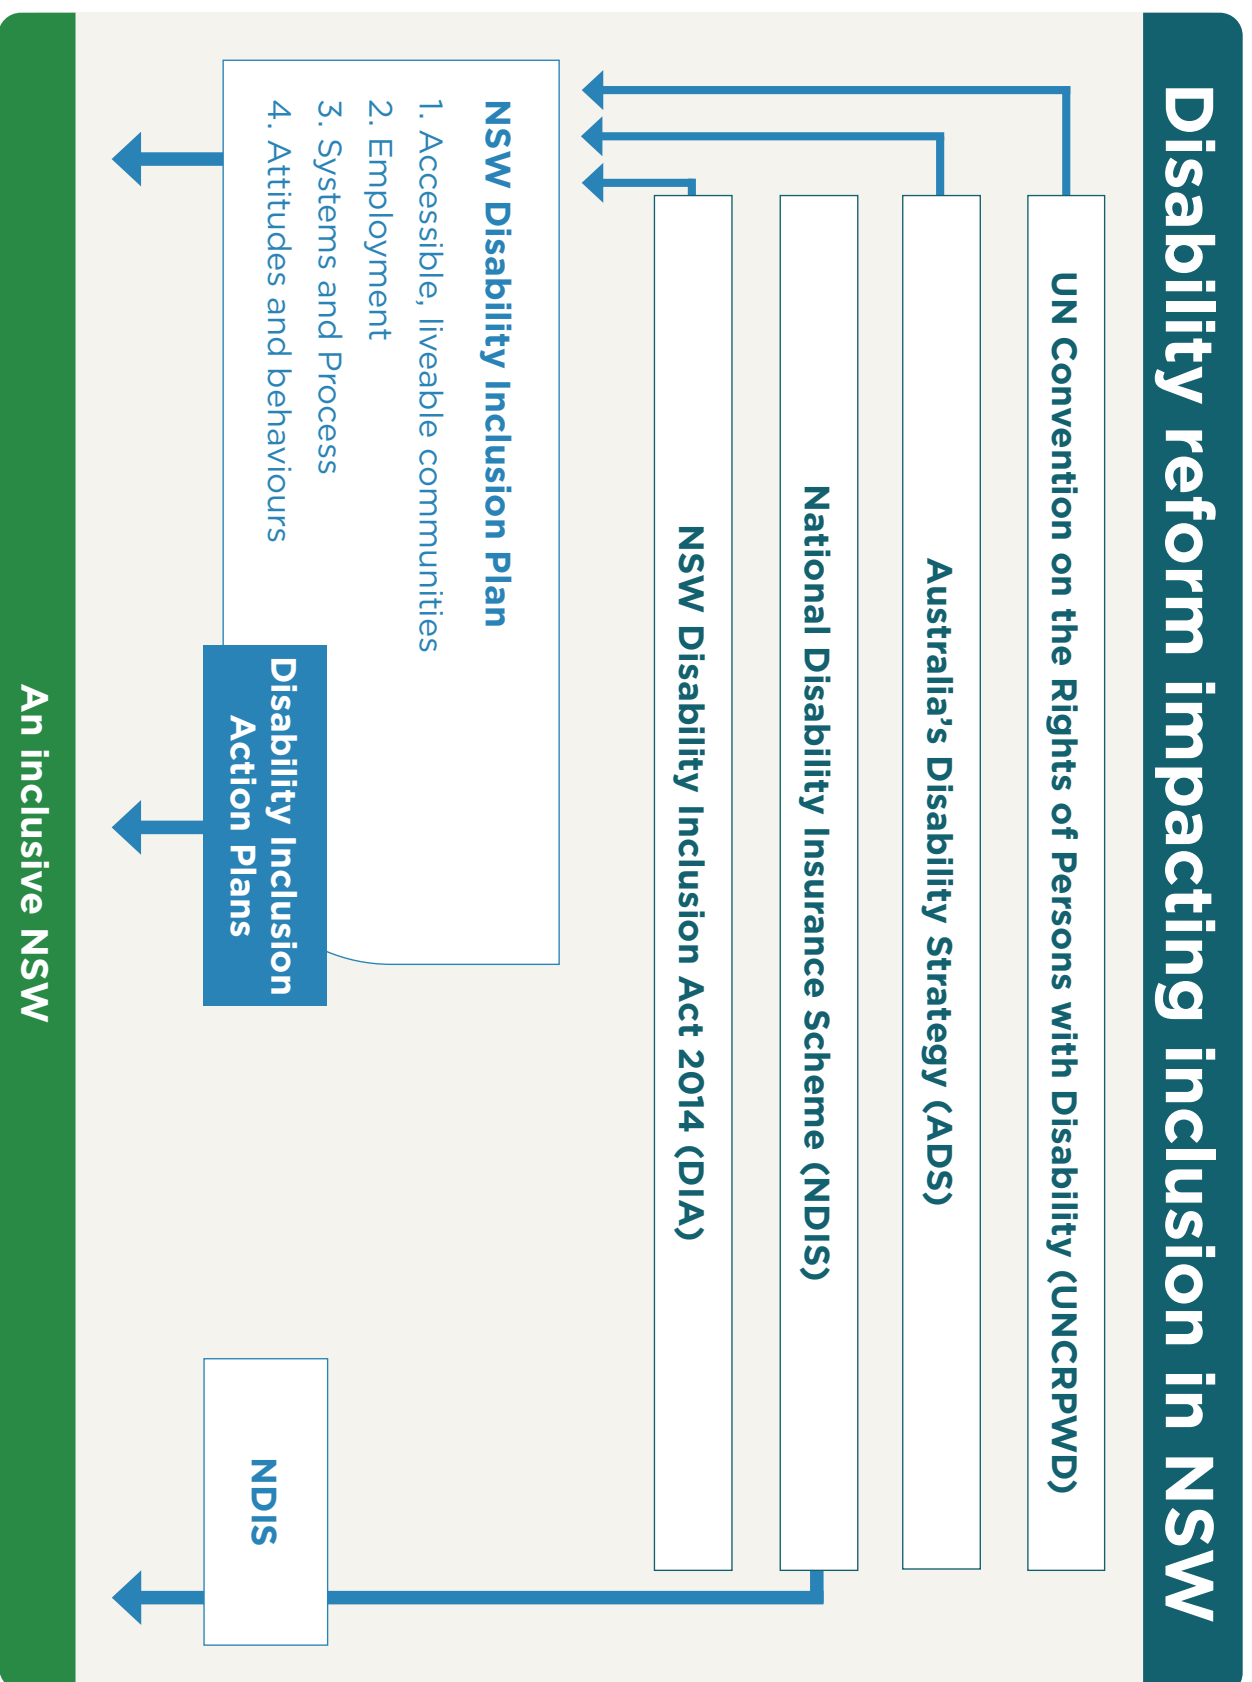 Disability reform impacting inclusion in NSW
UN Convention on the Rights of Persons with Disability (UNCRPWD)
Australia’s Disability Strategy (ADS)
National Disability Insurance Scheme (NDIS)
NSW Disability Inclusion Act 2014 (DIA)
NSW Disability Inclusion Plan
1. Accessible, liveable communities
2. Employment
3. Systems and Process
4. Attitudes and behaviours
Disability Inclusion
Action Plans
NDIS
An inclusive NSW